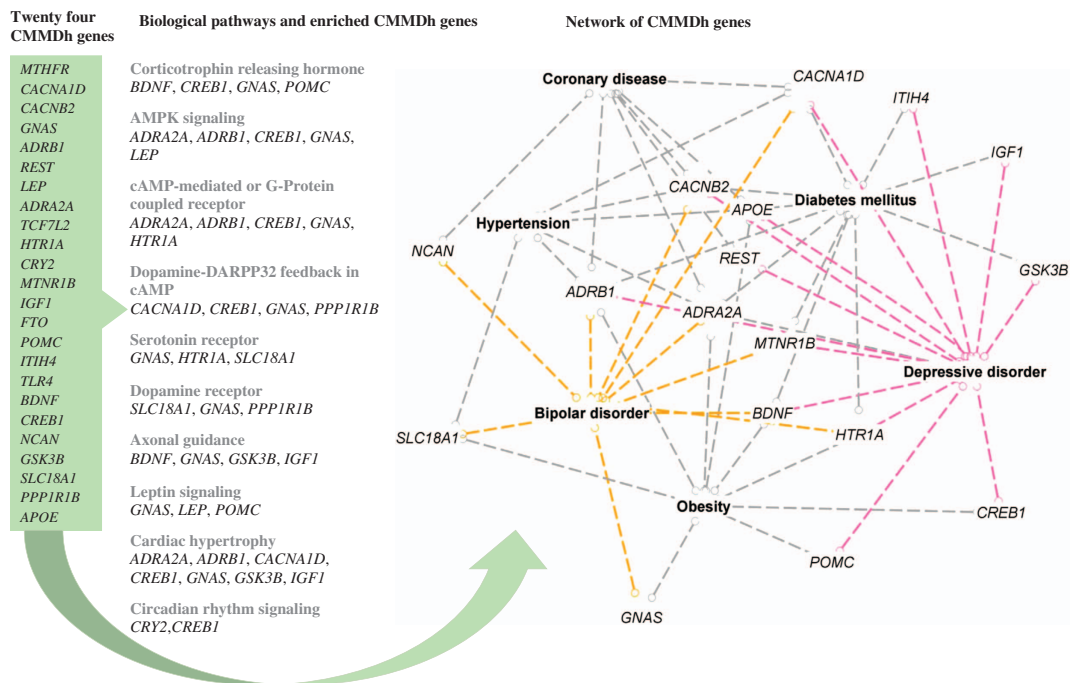 Twenty four
CMMDh genes
MTHFR
CACNA1D
CACNB2
GNAS
ADRB1
REST
LEP
ADRA2A
TCF7L2
HTR1A
CRY2
MTNR1B
IGF1
FTO
POMC
ITIH4
TLR4
BDNF
CREB1
NCAN
GSK3B
SLC18A1
PPP1R1B
APOE
Biological pathways and enriched CMMDh genes
Corticotrophin releasing hormone
BDNF, CREB1, GNAS, POMC
AMPK signaling
ADRA2A, ADRB1, CREB1, GNAS,
LEP
cAMP-mediated or G-Protein
coupled receptor
ADRA2A, ADRB1, CREB1, GNAS,
HTR1A
Dopamine-DARPP32 feedback in
cAMP
CACNA1D, CREB1, GNAS, PPP1R1B
Serotonin receptor
GNAS, HTR1A, SLC18A1
Dopamine receptor
SLC18A1, GNAS, PPP1R1B
Axonal guidance
BDNF, GNAS, GSK3B, IGF1
Leptin signaling
GNAS, LEP, POMC
Cardiac hypertrophy
ADRA2A, ADRB1, CACNA1D,
CREB1, GNAS, GSK3B, IGF1
Circadian rhythm signaling
CRY2,CREB1
Network of CMMDh genes
Coronary disease
CACNA1D
ITIH4
IGF1
CACNB2
APOE
Diabetes mellitus
Hypertension
NCAN
REST
GSK3B
ADRB1
ADRA2A
MTNR1B
Depressive disorder
Bipolar disorder
BDNF
SLC18A1
HTR1A
Obesity
CREB1
POMC
GNAS